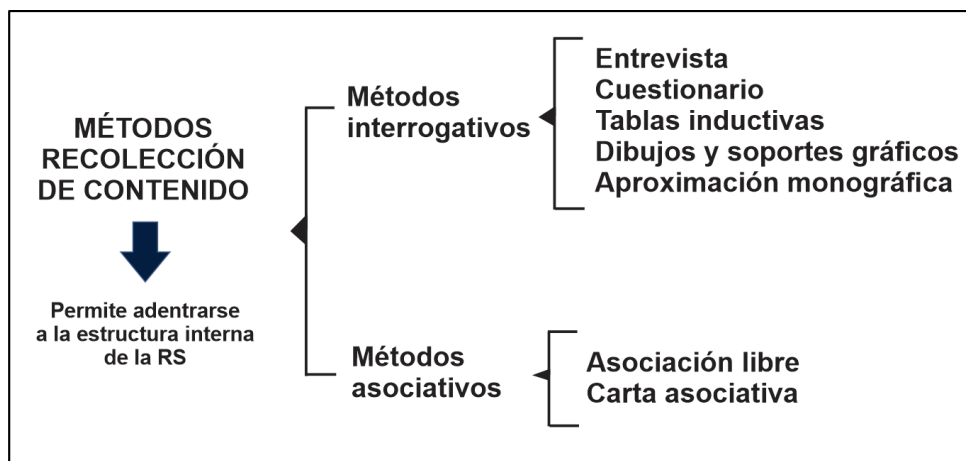 MÉTODOS
RECOLECCIÓN
DE CONTENIDO
Permite adentrarse
a la estructura interna
de la RS
Métodos
interrogativos
Entrevista
Cuestionario
Tablas inductivas
Dibujos y soportes gráficos
Aproximación monográfica
Métodos
asociativos
Asociación libre
Carta asociativa